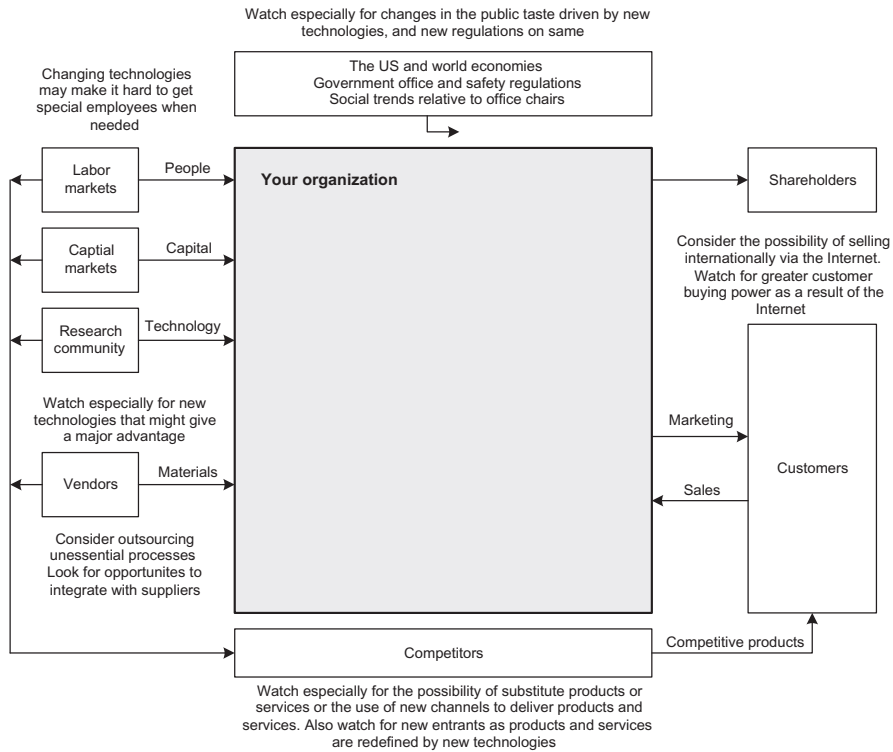 Watch especially for changes in the public taste driven by new
technologies, and new regulations on same
The US and world economies
Government office and safety regulations
Social trends relative to office chairs
Changing technologies
may make it hard to get
special employees when
needed
Labor
markets
People
Your organization
Shareholders
Captial
markets
Capital
Consider the possibility of selling
internationally via the Internet.
Watch for greater customer
buying power as a result of the
Internet
Research
community
Technology
Watch especially for new
technologies that might give
a major advantage
Marketing
Customers
Vendors
Materials
Sales
Consider outsourcing
unessential processes
Look for opportunites to
integrate with suppliers
Competitors
Competitive products
Watch especially for the possibility of substitute products or
services or the use of new channels to deliver products and
services. Also watch for new entrants as products and services
are redefined by new technologies